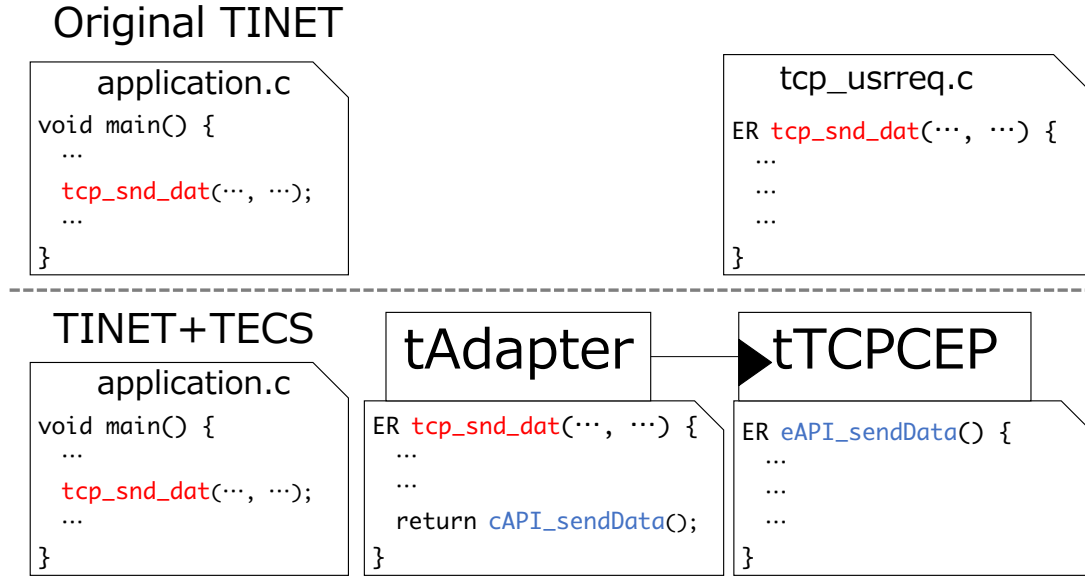 Original TINET
application.c
void main() {
…
tcp_snd_dat(…, …);
…
}
tcp_usrreq.c
ER tcp_snd_dat(…, …) {
…
…
…
}
TINET+TECS
application.c
void main() {
…
tcp_snd_dat(…, …);
…
}
tAdapter
ER tcp_snd_dat(…, …) {
…
…
return cAPI_sendData();
}
tTCPCEP
ER eAPI_sendData() {
…
…
…
}